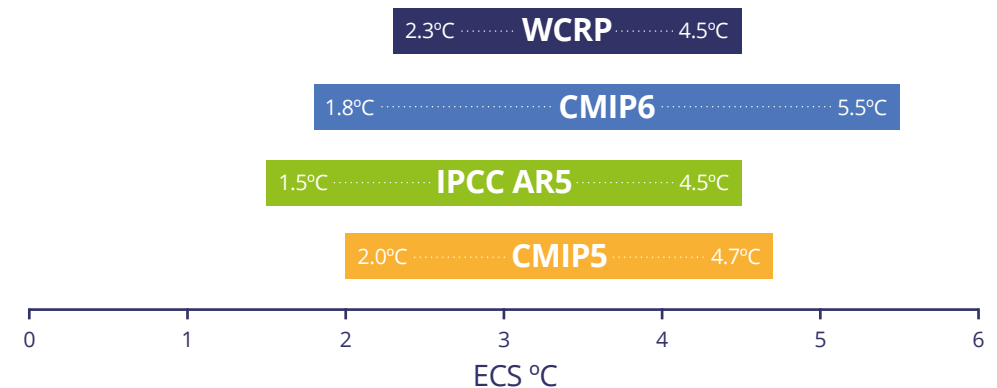 2.3ºC WCRP 4.5ºC
1.8ºC CMIP6 5.5ºC
1.5ºC IPCC AR5 4.5ºC
2.0ºC CMIP5 4.7ºC
0 1 2 3 4 5 6
ECS ºC